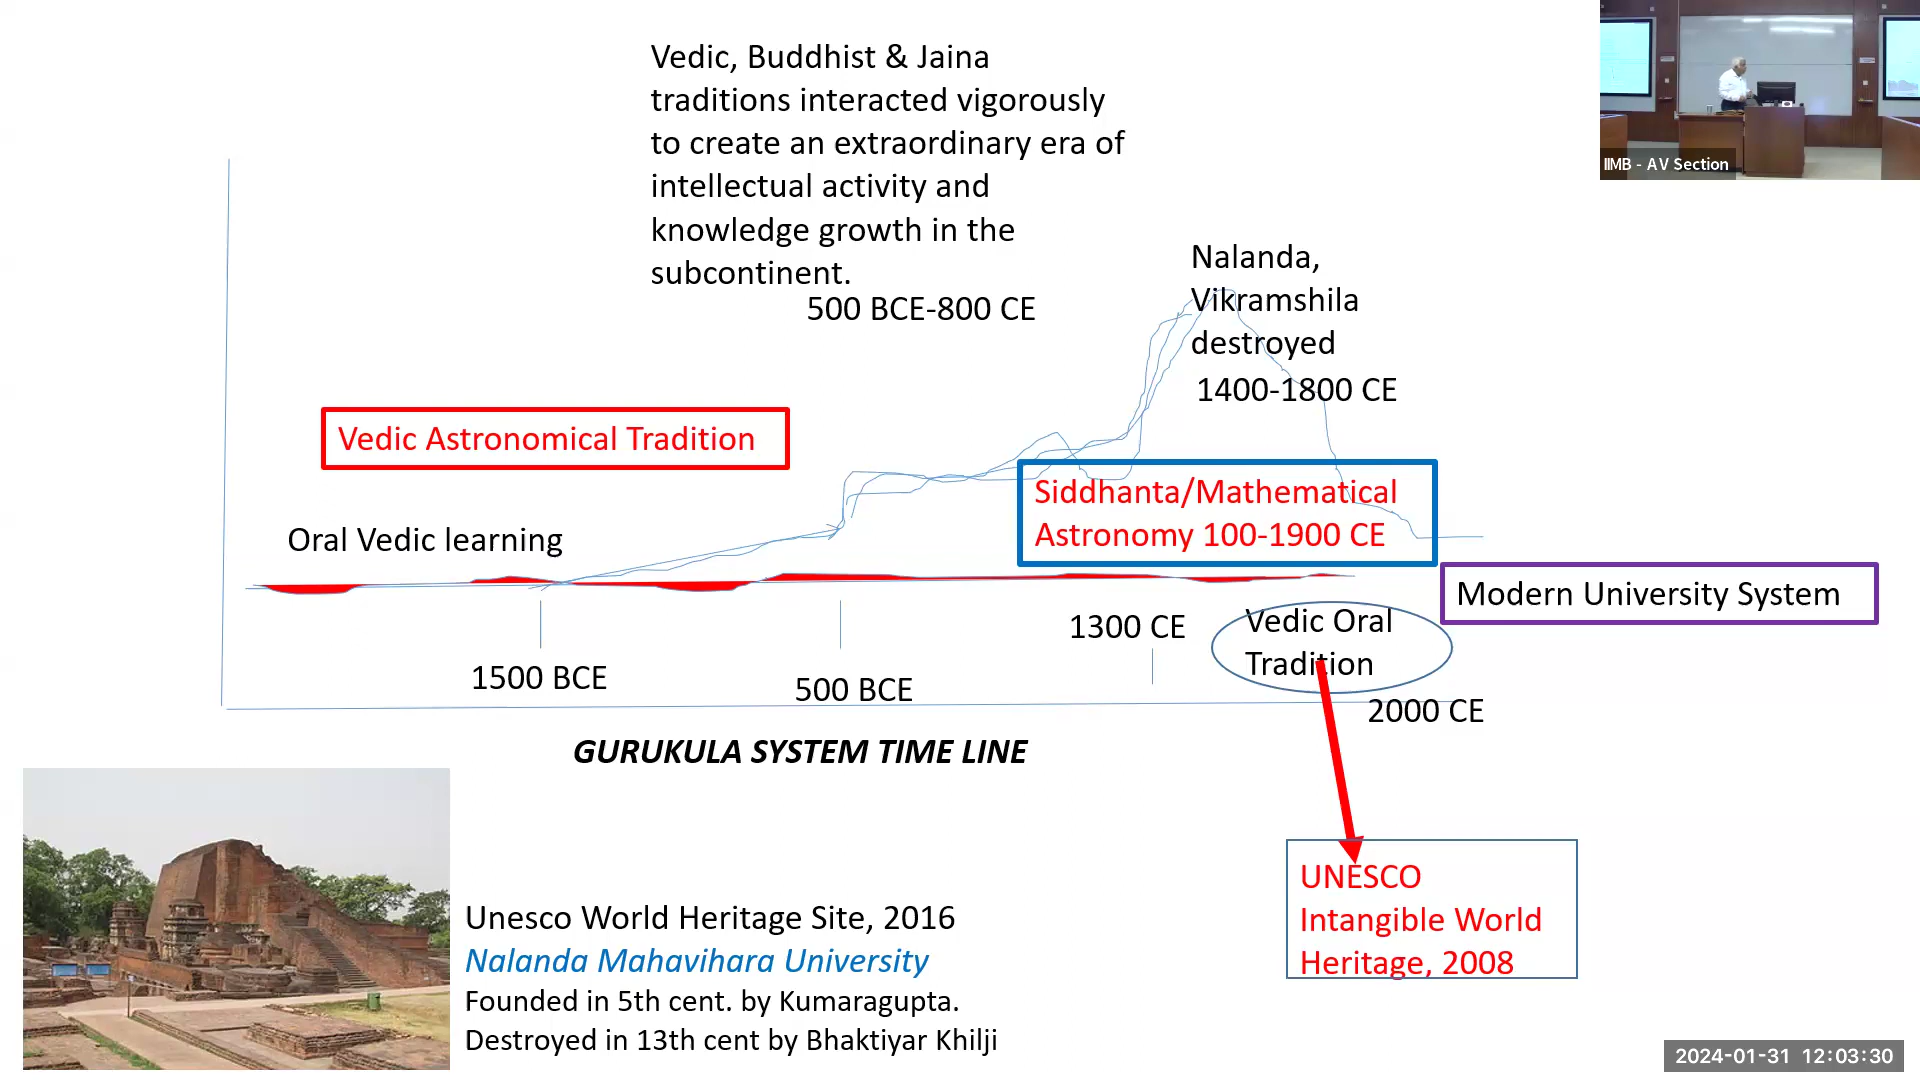 Vedic, Buddhist & Jaina
traditions interacted vigorously
to create an extraordinary era of
intellectual activity and
knowledge growth in the
subcontinent.
500 BCE-800 CE
IIMB - AV Section
Nalanda,
Vikramshila
destroyed
1400-1800 CE
Vedic Astronomical Tradition
Siddhanta/Mathematical
Astronomy 100-1900 CE
Oral Vedic learning
Modern University System
1300 CE
Vedic Oral
Tradition
1500 BCE
500 BCE
2000 CE
GURUKULA SYSTEM TIME LINE
UNESCO
Intangible World
Heritage, 2008
Unesco World Heritage Site, 2016
Nalanda Mahavihara University
Founded in 5th cent. by Kumaragupta.
Destroyed in 13th cent by Bhaktiyar Khilji
2024-01-31 12:03:30